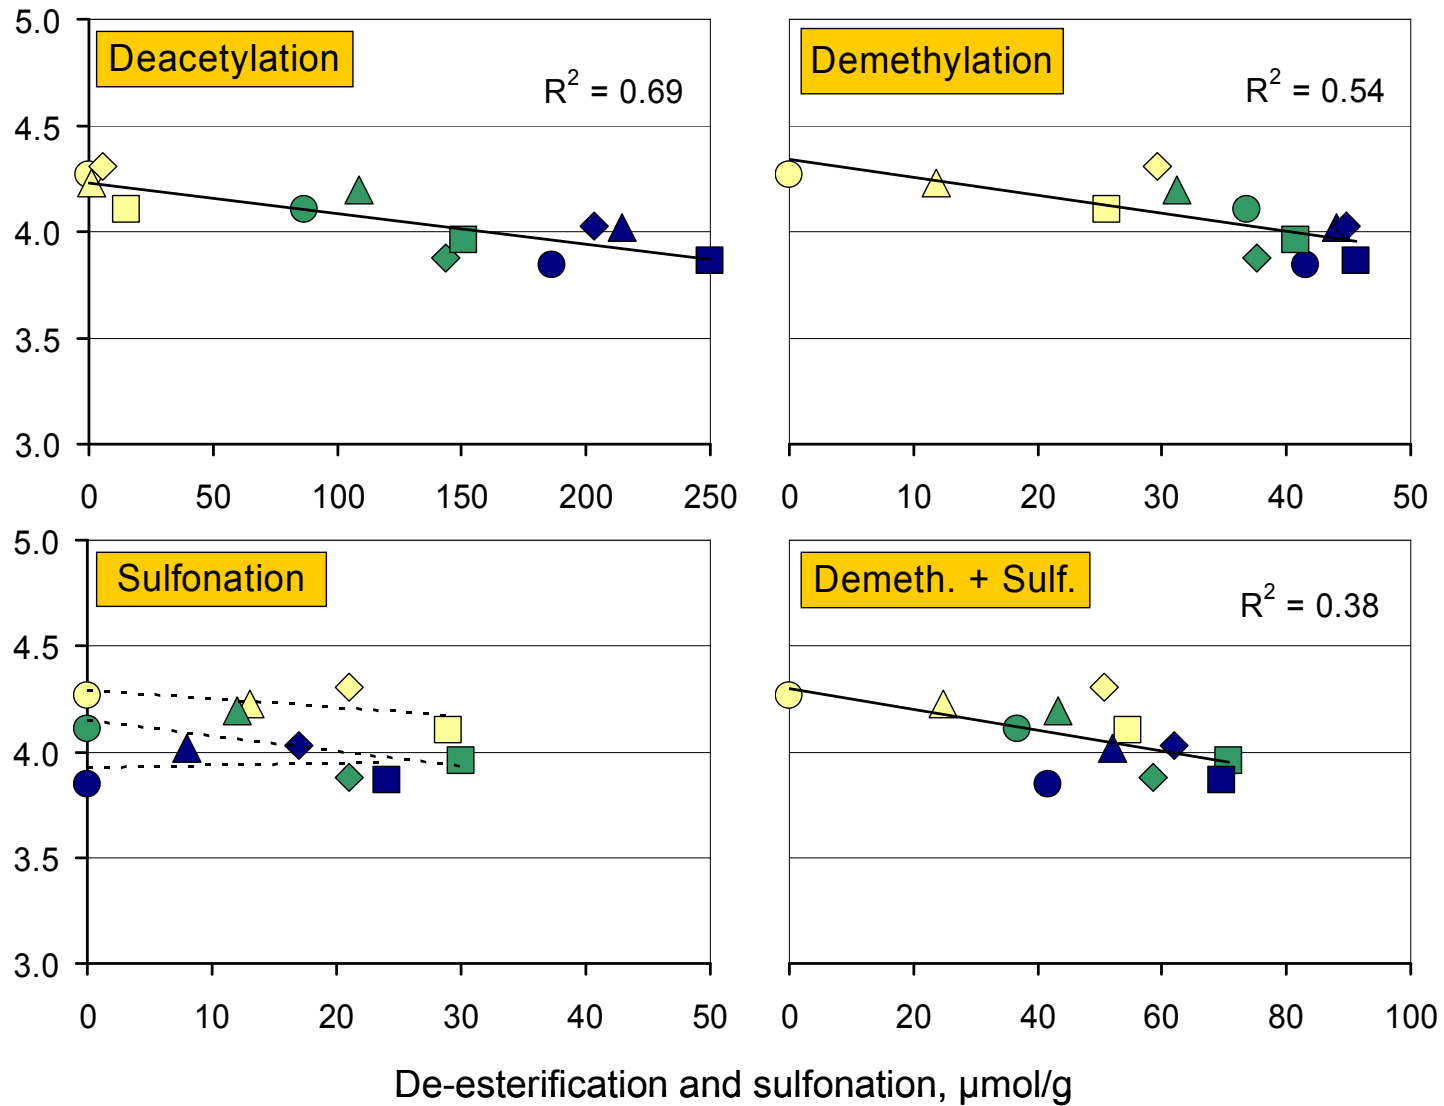 Deacetylation
R² = 0.69
5.0
4.5
4.0
3.5
3.0
0 50 100 150 200 250
Demethylation
R² = 0.54
0 10 20 30 40 50
Sulfonation
5.0
4.5
4.0
3.5
3.0
0 10 20 30 50
Demeth. + Sulf.
R² = 0.38
0 20 40 60 80 100
De-esterification and sulfonation, µmol/g